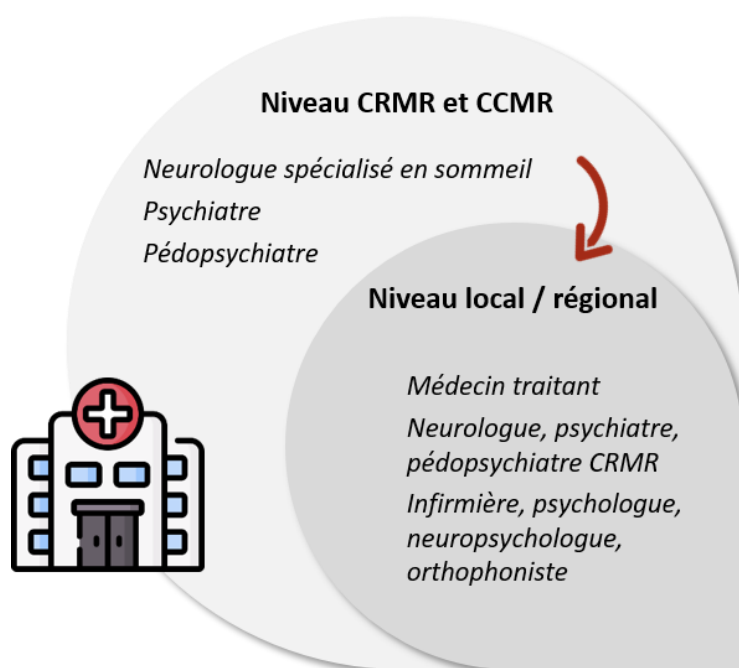 Niveau CRMR et CCMR
Neurologue spécialisé en sommeil
Psychiatre
Pédopsychiatre
Niveau local / régional
Médecin traitant
Neurologue, psychiatre,
pédopsychiatre CRMR
Infirmière, psychologue,
neuropsychologue,
orthophoniste